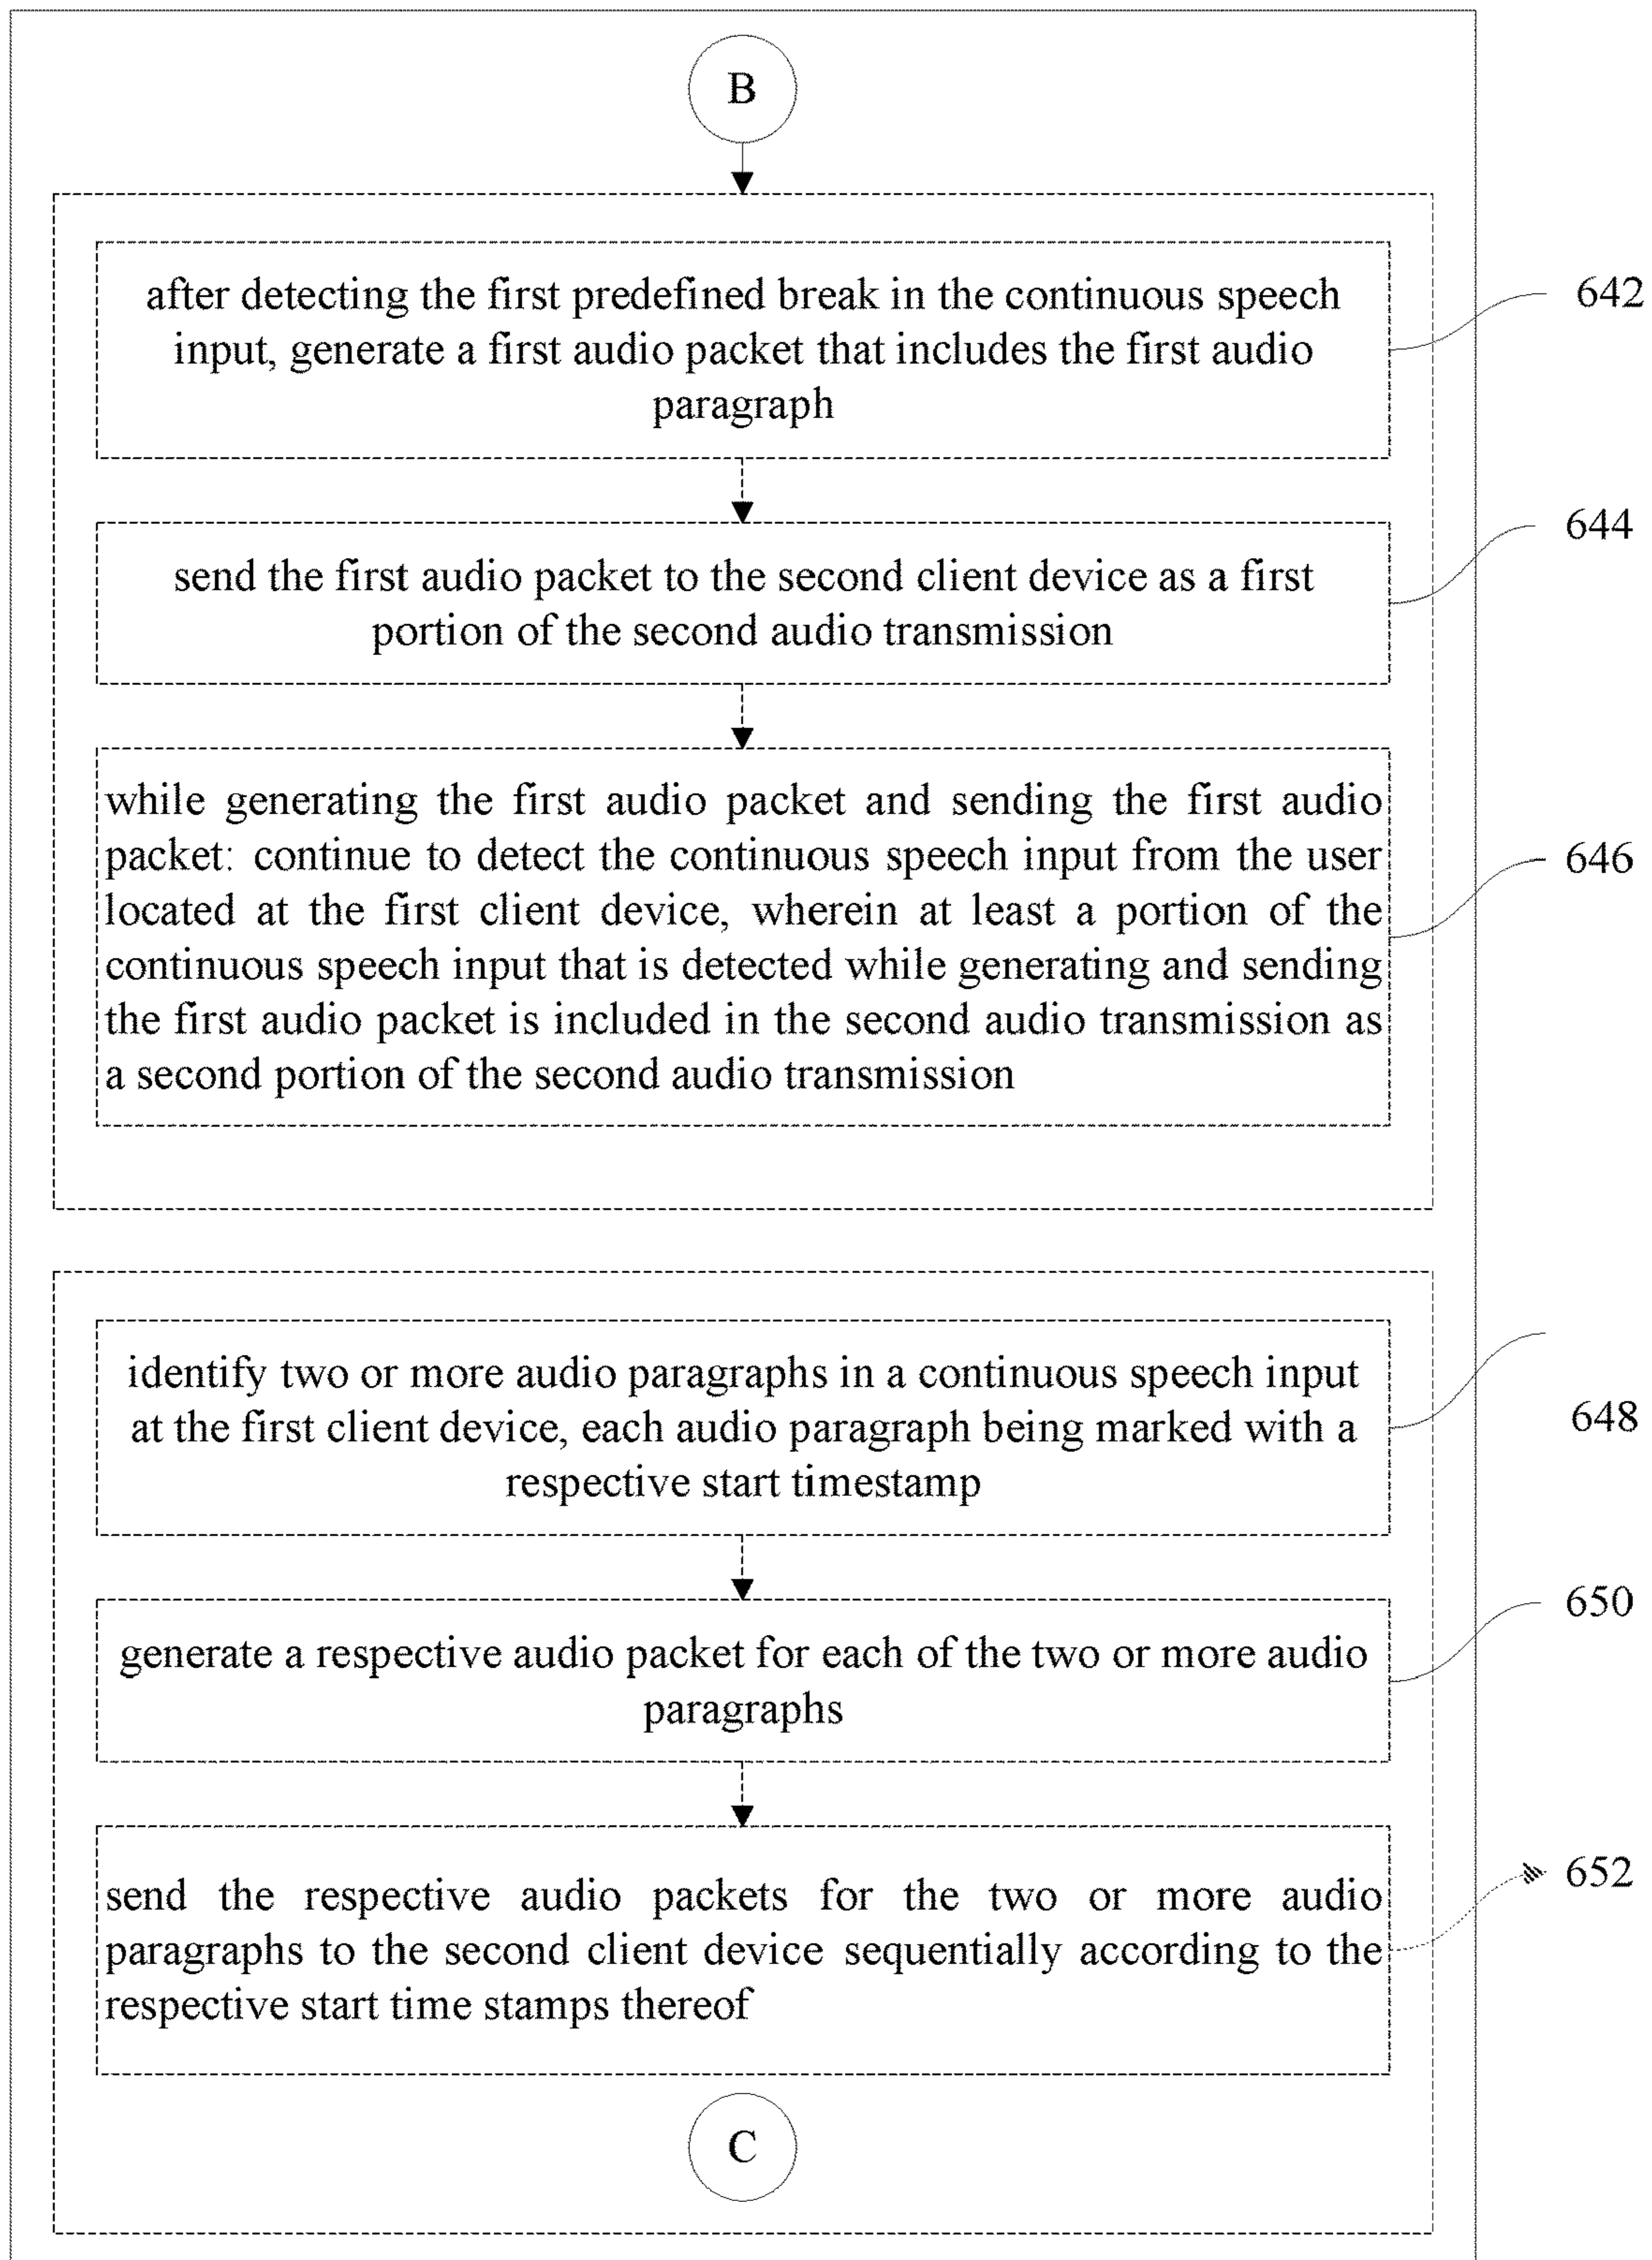 B
after detecting the first predefined break in the continuous speech
input, generate a first audio packet that includes the first audio
paragraph
642
send the first audio packet to the second client device as a first
portion of the second audio transmission
644
while generating the first audio packet and sending the first audio
packet: continue to detect the continuous speech input from the user
located at the first client device, wherein at least a portion of the
continuous speech input that is detected while generating and sending
the first audio packet is included in the second audio transmission as
a second portion of the second audio transmission
646
identify two or more audio paragraphs in a continuous speech input
at the first client device, each audio paragraph being marked with a
respective start timestamp
648
generate a respective audio packet for each of the two or more audio
paragraphs
650
send the respective audio packets for the two or more audio
paragraphs to the second client device sequentially according to the
respective start time stamps thereof
652
C